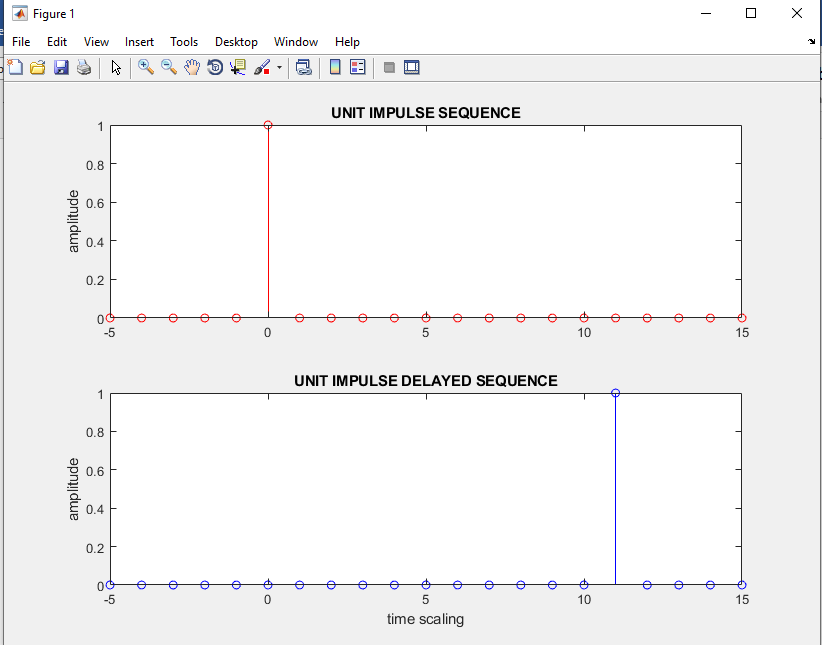 Figure 1
File Edit View Insert Tools Desktop Window Help
UNIT IMPULSE SEQUENCE
1
0.8
0.6
0.4
0.2
0
amplitude
-5 0 5 10 15
UNIT IMPULSE DELAYED SEQUENCE
1
0.8
0.6
0.4
0.2
0
amplitude
-5 0 5 10 15
time scaling